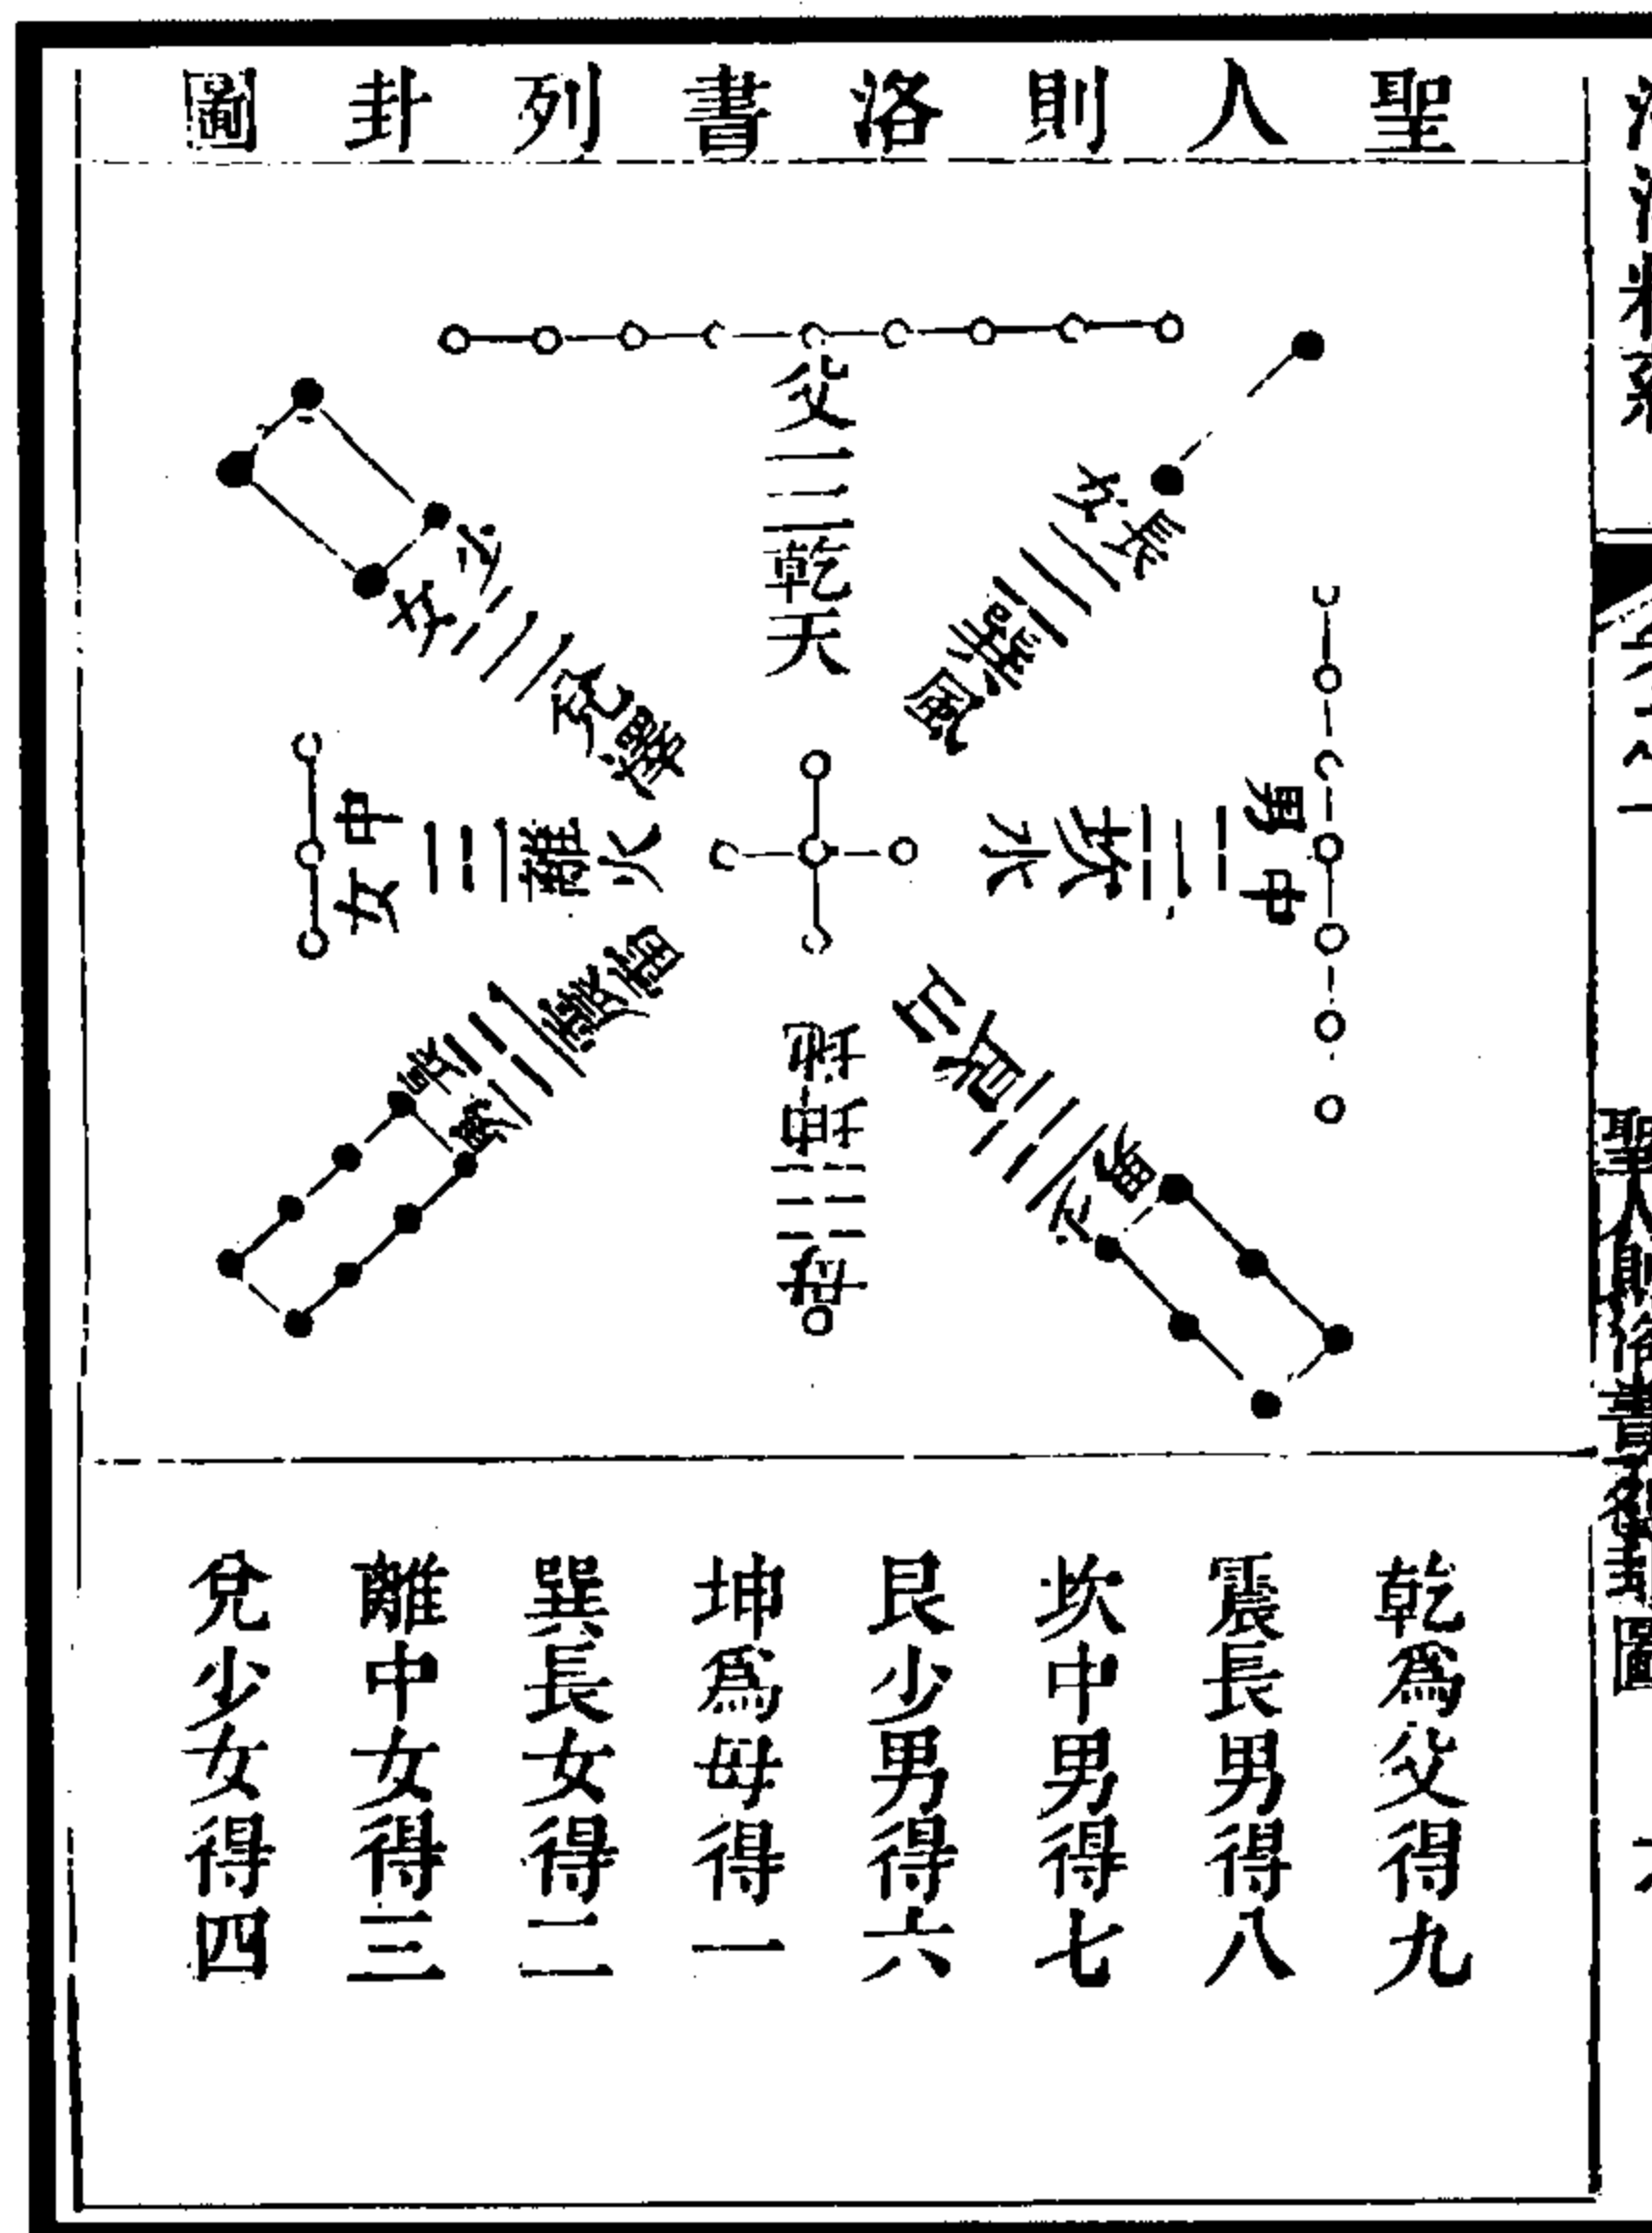 聖人則洛書列卦圖
父乾天
長女巽風
中男坎水
少男艮山
母坤地
長男震雷
中女離火
少女兌澤
乾為父得九
震長男得八
坎中男得七
艮少男得六
坤為母得一
巽長女得二
離中女得三
兌少女得四
聖人則洛書列卦圖